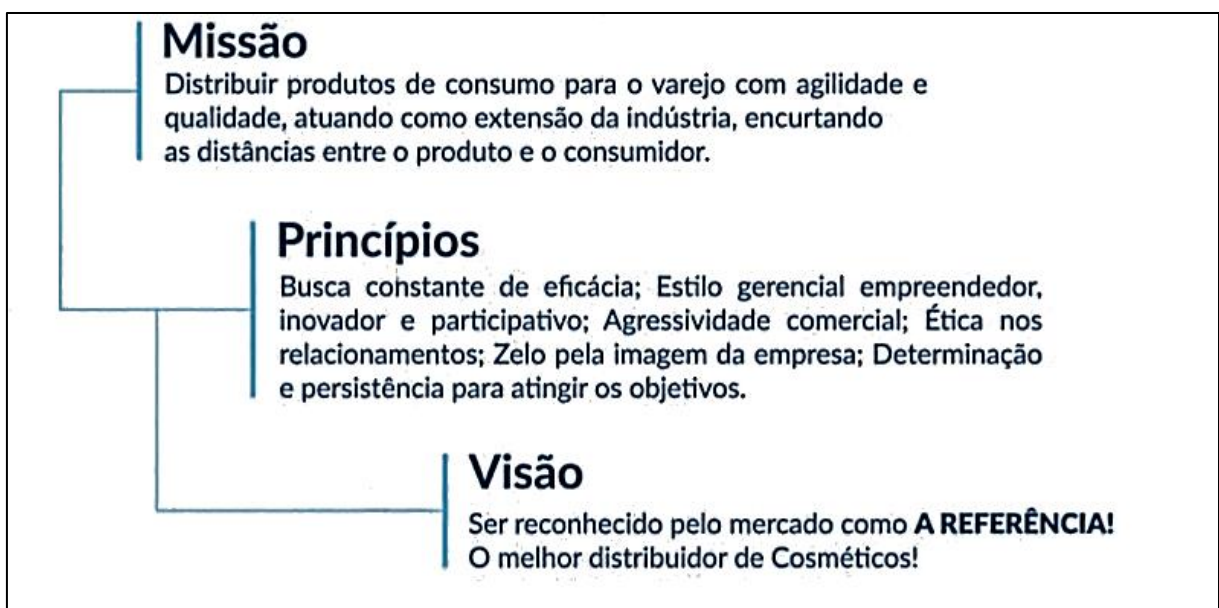 Missão
Distribuir produtos de consumo para o varejo com agilidade e
qualidade, atuando como extensão da indústria, encurtando
as distâncias entre o produto e o consumidor.
Princípios
Busca constante de eficácia; Estilo gerencial empreendedor,
inovador e participativo; Agressividade comercial; Ética nos
relacionamentos; Zelo pela imagem da empresa; Determinação
e persistência para atingir os objetivos.
Visão
Ser reconhecido pelo mercado como A REFERÊNCIA!
O melhor distribuidor de Cosméticos!